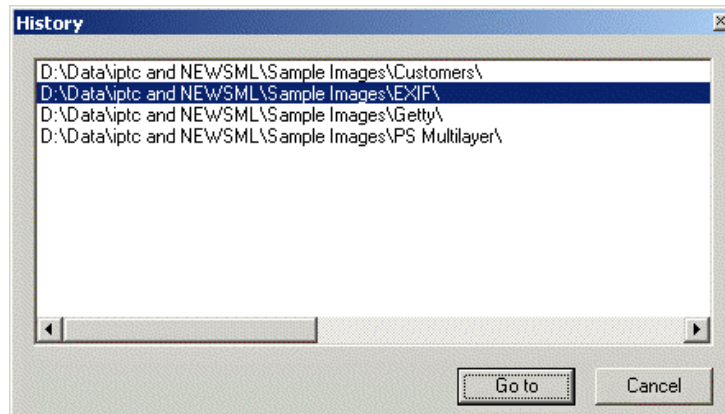 History
D:\Data\iptc and NEWSML\Sample Images\Customers\
D:\Data\iptc and NEWSML\Sample Images\EXIF\
D:\Data\iptc and NEWSML\Sample Images\Getty\
D:\Data\iptc and NEWSML\Sample Images\PS Multilayer\
Go to
Cancel